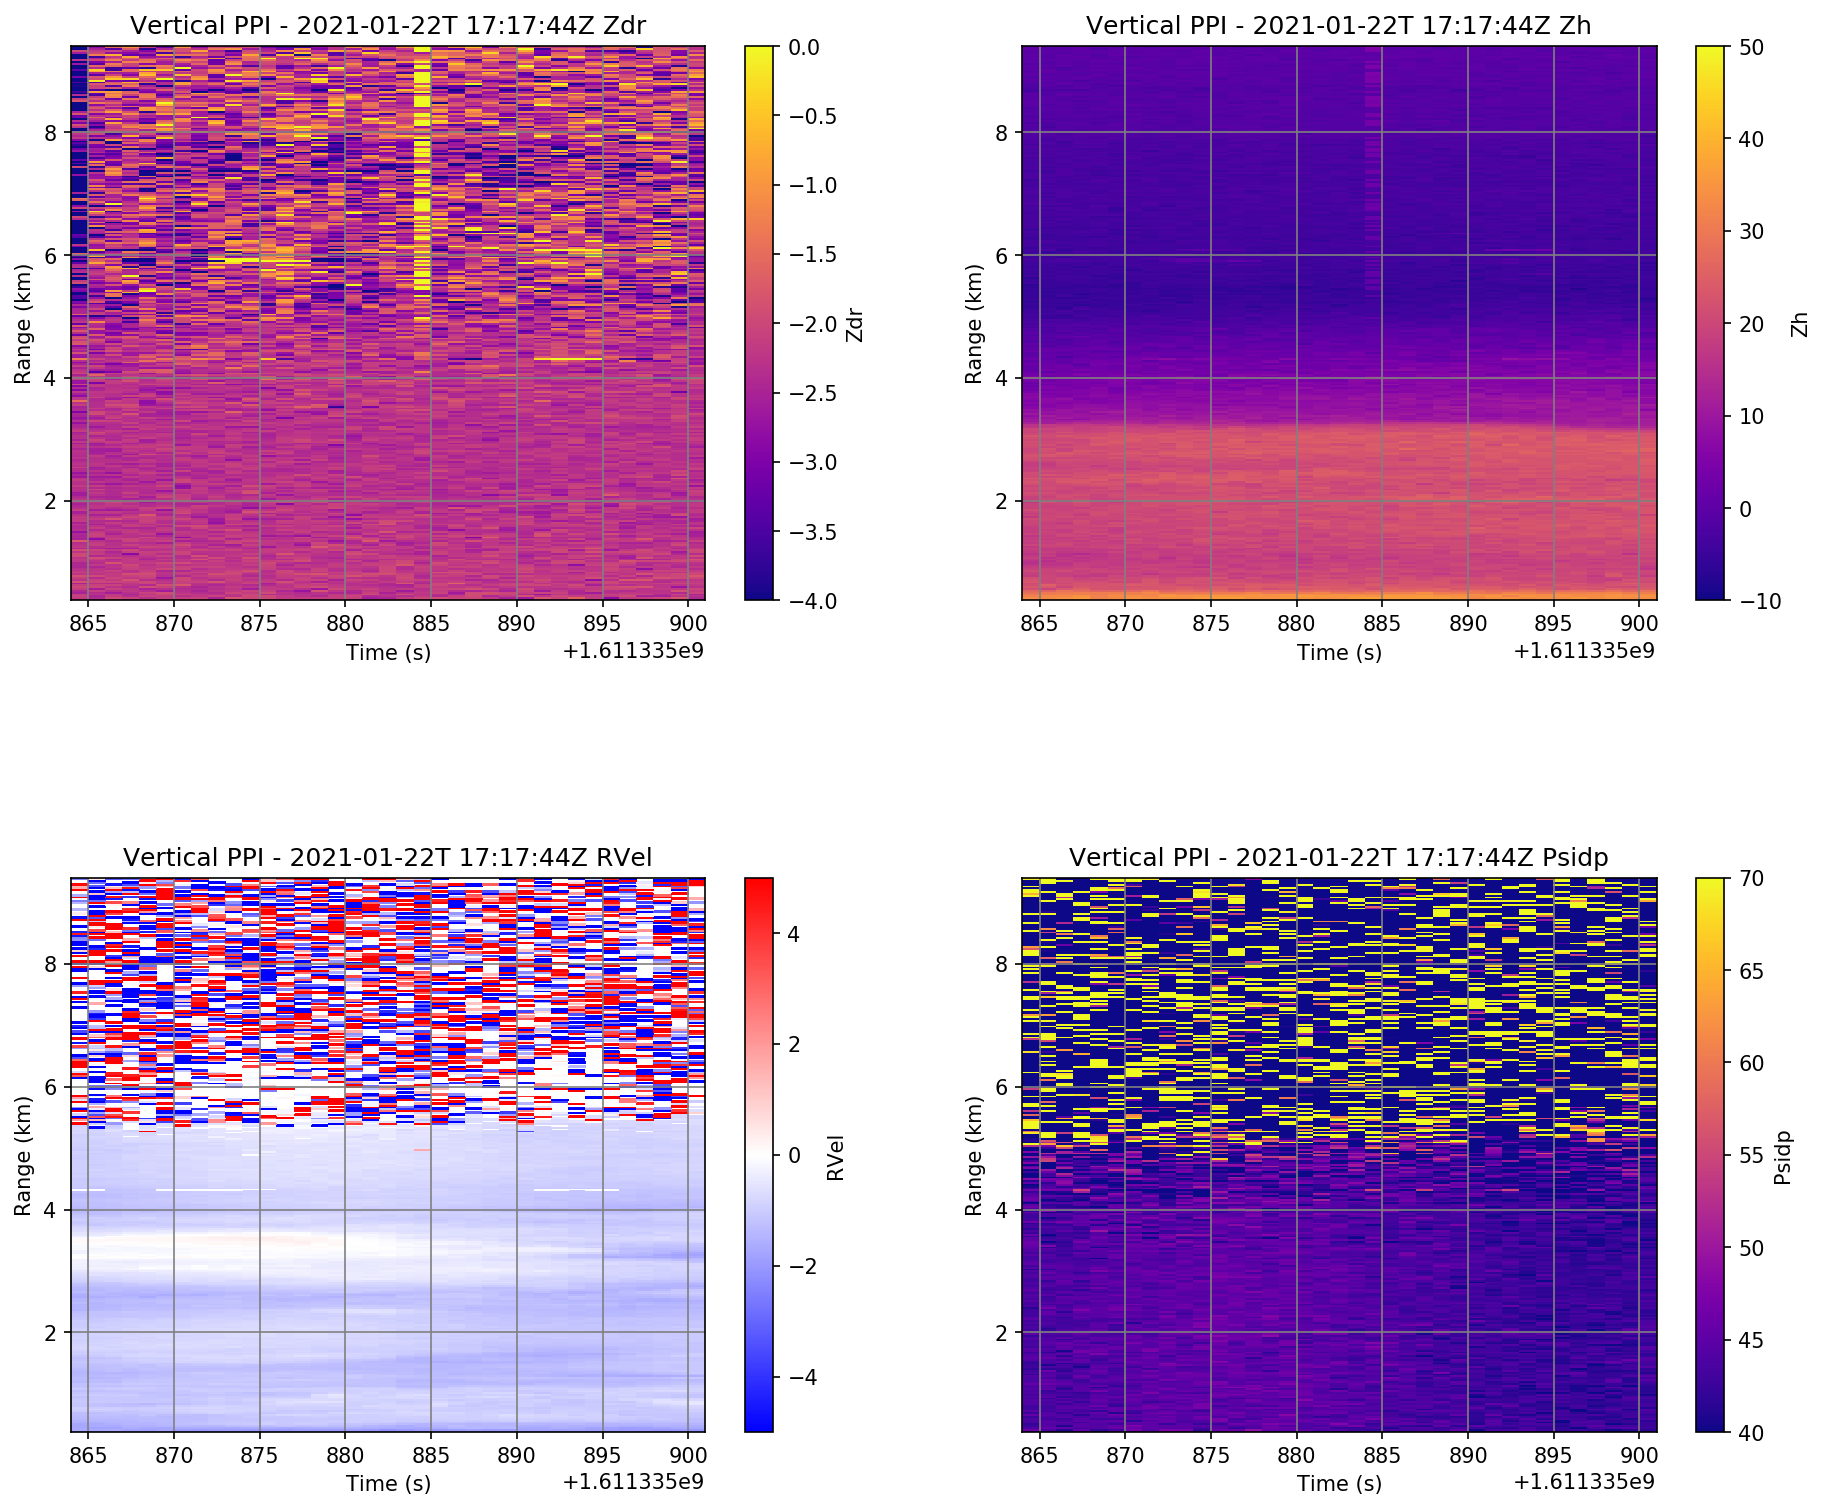 Vertical PPI - 2021-01-22T 17:17:44Z Zdr
Range (km)
8
6
4
2
865 870 875 880 885 890 895 900
Time (s)
+1.611335e9
0.0
−0.5
−1.0
−1.5
−2.0
−2.5
−3.0
−3.5
−4.0
Zdr
Vertical PPI - 2021-01-22T 17:17:44Z Zh
Range (km)
8
6
4
2
865 870 875 880 885 890 895 900
Time (s)
+1.611335e9
50
40
30
20
10
0
−10
Zh
Vertical PPI - 2021-01-22T 17:17:44Z RVel
Range (km)
8
6
4
2
865 870 875 880 885 890 895 900
Time (s)
+1.611335e9
4
2
0
−2
−4
RVel
Vertical PPI - 2021-01-22T 17:17:44Z Psidp
Range (km)
8
6
4
2
865 870 875 880 885 890 895 900
Time (s)
+1.611335e9
70
65
60
55
50
45
40
Psidp